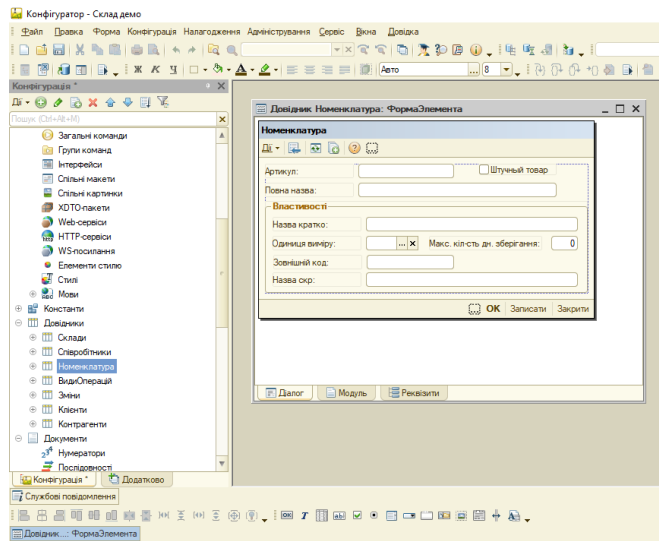 Конфігуратор - Склад демо
Файл Правка Форма Конфігурація Налагодження Адміністрування Сервіс Вікна Довідка
Ж К Ч Авто 8
Конфігурація *
Дії
Пошук (Ctrl+Alt+M)
Загальні команди
Групи команд
Інтерфейси
Спільні макети
Спільні картинки
XDTO-пакети
Web-сервіси
HTTP-сервіси
WS-посилання
Елементи стилю
Стилі
Мови
Константи
Довідники
Склади
Співробітники
Номенклатура
ВидиОперацій
Зміни
Клієнти
Контрагенти
Документи
Нумератори
Послідовності
Конфігурація *
Додатково
Довідник Номенклатура: ФормаЭлемента
Номенклатура
Дії
Артикул:
Штучный товар
Повна назва:
Властивості
Назва кратко:
Одиниця виміру:
Макс. кіл-сть дн. зберігання: 0
Зовнішній код:
Назва скр:
OK Записати Закрити
Діалог Модуль Реквізити
Службові повідомлення
Довідник...: ФормаЭлемента